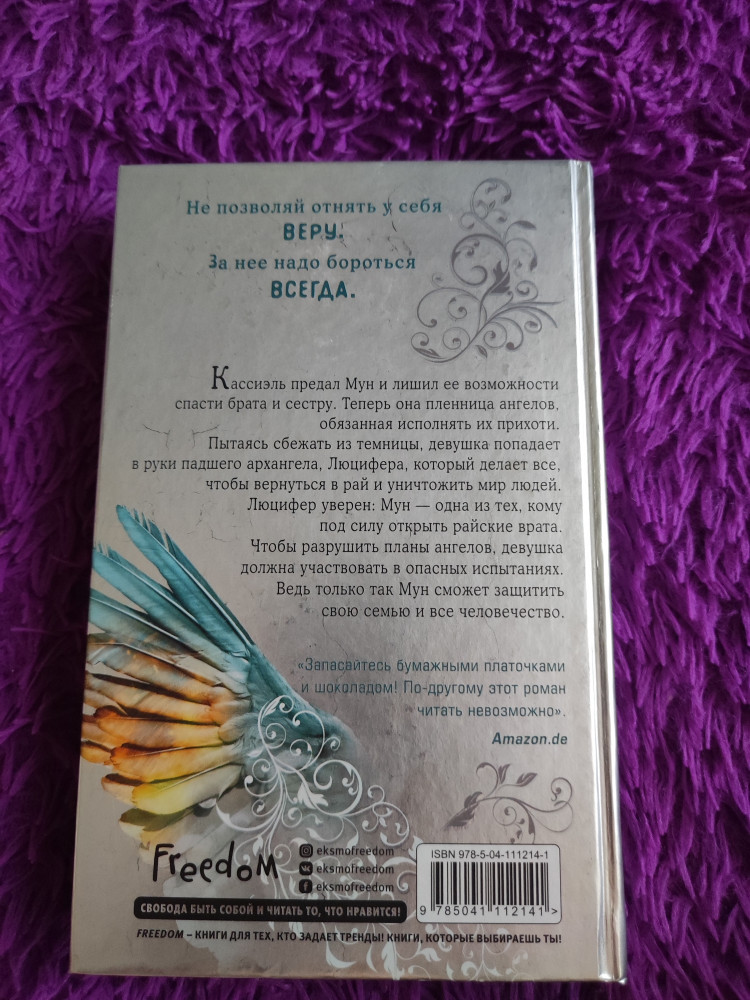 Не позволяй отнять у себя
ВЕРУ.
За нее надо бороться
ВСЕГДА.
Кассиэль предал Мун и лишил ее возможности
спасти брата и сестру. Теперь она пленница ангелов,
обязанная исполнять их прихоти.
Пытаясь сбежать из темницы, девушка попадает
в руки падшего архангела, Люцифера, который делает все,
чтобы вернуться в рай и уничтожить мир людей.
Люцифер уверен: Мун — одна из тех, кому
под силу открыть райские врата.
Чтобы разрушить планы ангелов, девушка
должна участвовать в опасных испытаниях.
Ведь только так Мун сможет защитить
свою семью и все человечество.
«Запасайтесь бумажными платочками
и шоколадом! По-другому этот роман
читать невозможно».
Amazon.de
Freedom
eksmofreedom
eksmofreedom
eksmofreedom
СВОБОДА БЫТЬ СОБОЙ И ЧИТАТЬ ТО, ЧТО НРАВИТСЯ!
FREEDOM – КНИГИ ДЛЯ ТЕХ, КТО ЗАДАЕТ ТРЕНДЫ! КНИГИ, КОТОРЫЕ ВЫБИРАЕШЬ ТЫ!
ISBN 978-5-04-111214-1
9 785041 112141 >